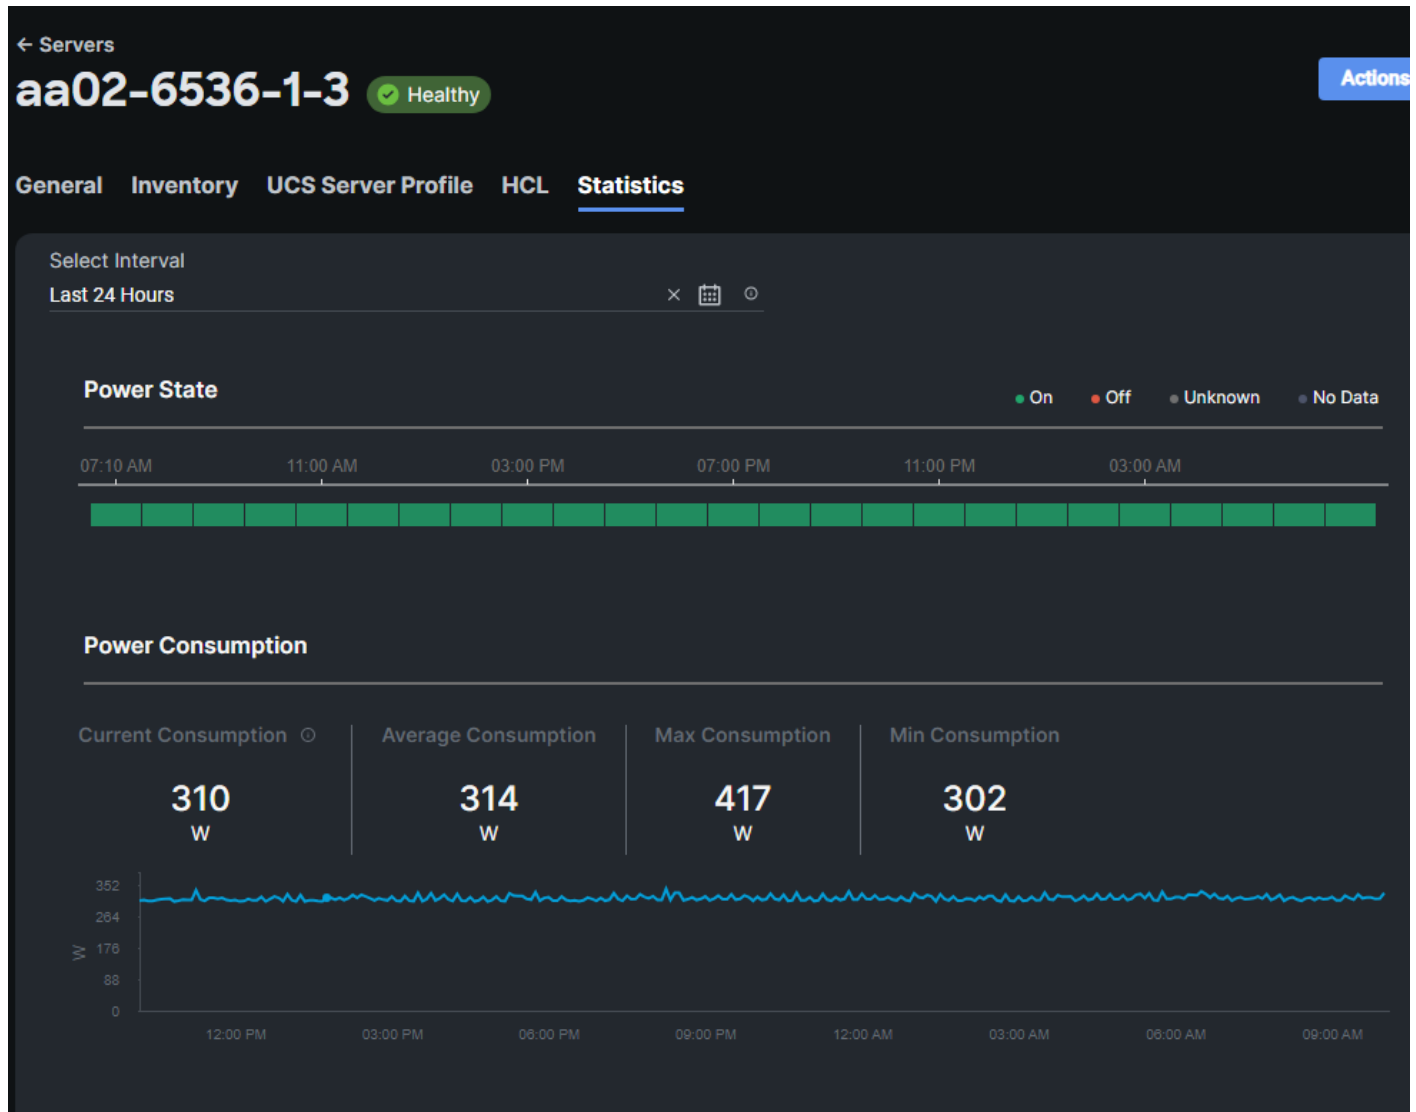 ← Servers
aa02-6536-1-3 Healthy
Actions
General Inventory UCS Server Profile HCL Statistics
Select Interval
Last 24 Hours
Power State
On Off Unknown No Data
07:10 AM 11:00 AM 03:00 PM 07:00 PM 11:00 PM 03:00 AM
Power Consumption
Current Consumption Average Consumption Max Consumption Min Consumption
310 314 417 302
W W W W
352
264
176
88
0
W
12:00 PM 03:00 PM 06:00 PM 09:00 PM 12:00 AM 03:00 AM 06:00 AM 09:00 AM